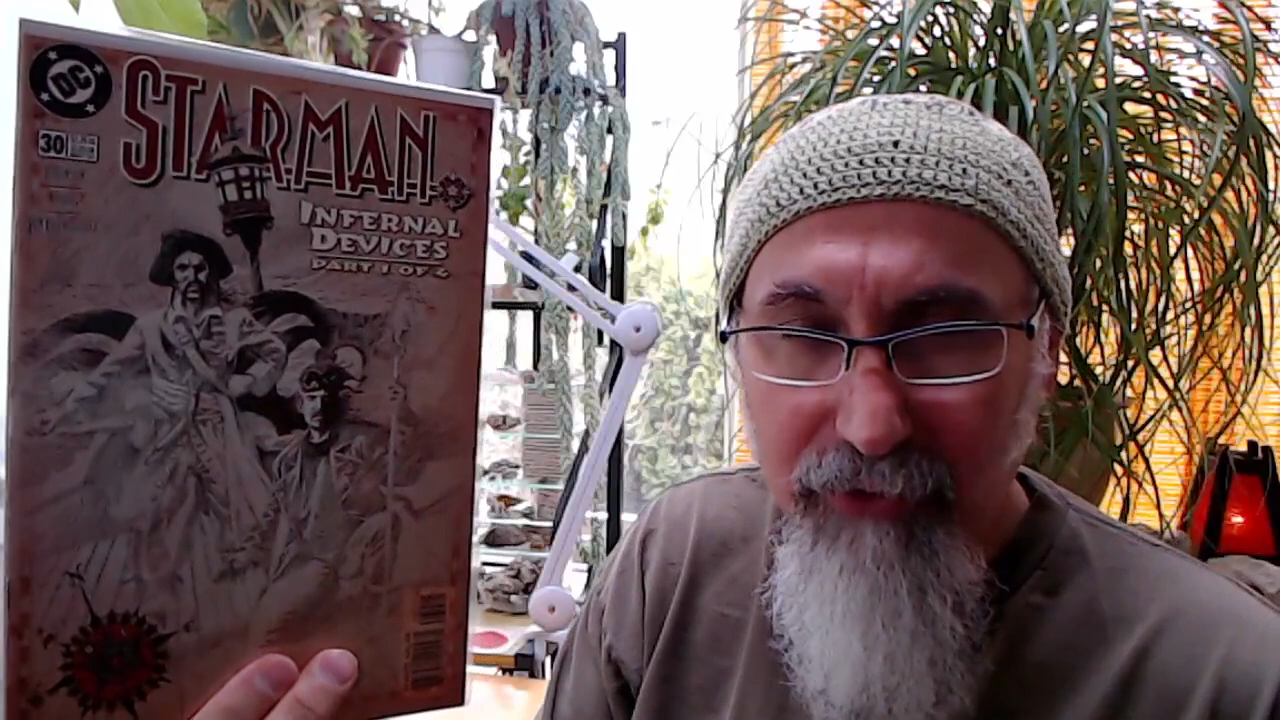 DC
STARMAN
30
INFERNAL
DEVICES
PART 1 OF 6